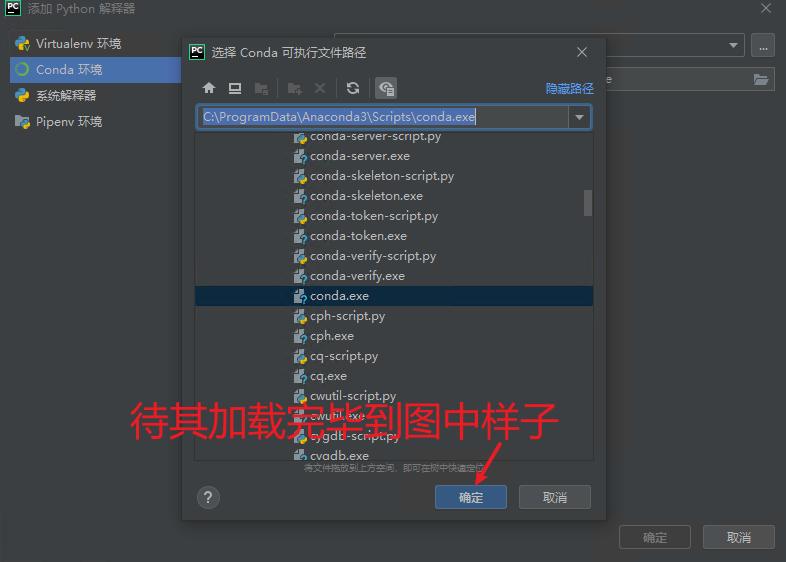 PC 添加 Python 解释器
Virtualenv 环境
Conda 环境
系统解释器
Pipenv 环境
...
e
PC 选择 Conda 可执行文件路径
隐藏路径
C:\ProgramData\Anaconda3\Scripts\conda.exe
conda-server-script.py
conda-server.exe
conda-skeleton-script.py
conda-skeleton.exe
conda-token-script.py
conda-token.exe
conda-verify-script.py
conda-verify.exe
conda.exe
cph-script.py
cph.exe
cq-script.py
cq.exe
cwutil-script.py
待其加载完毕到图中样子
cwutil.exe
cygdb-script.py
cygdb.exe
将文件拖放到上方空间，即可在树中快速定位
?
确定
取消
确定
取消